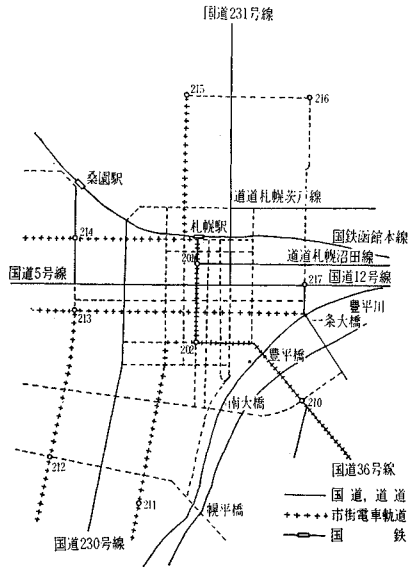 国道231号線
215
216
桑園駅
道道札幌茨戸線
札幌駅
214
国鉄函館本線
201
道道札幌沼田線
国道5号線
217
国道12号線
豊平川
213
一条大橋
202
豊平橋
南大橋
210
212
国道36号線
211
幌平橋
国道230号線
国道,道道
市街電車軌道
国鉄